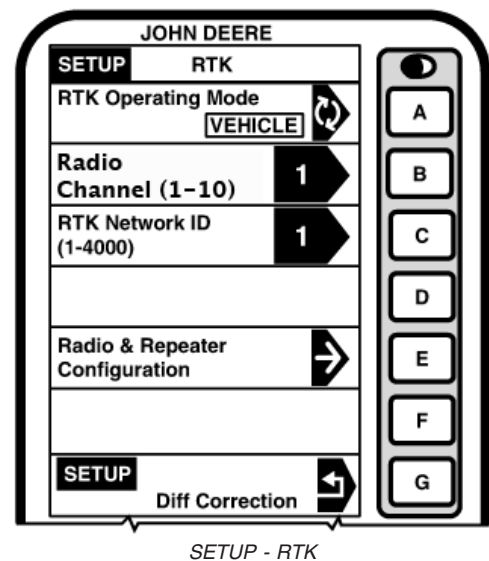 JOHN DEERE
SETUP RTK
RTK Operating Mode
VEHICLE
A
Radio
Channel (1-10)
1
B
RTK Network ID
(1-4000)
1
C
D
Radio & Repeater
Configuration
E
F
SETUP
Diff Correction
G
SETUP - RTK